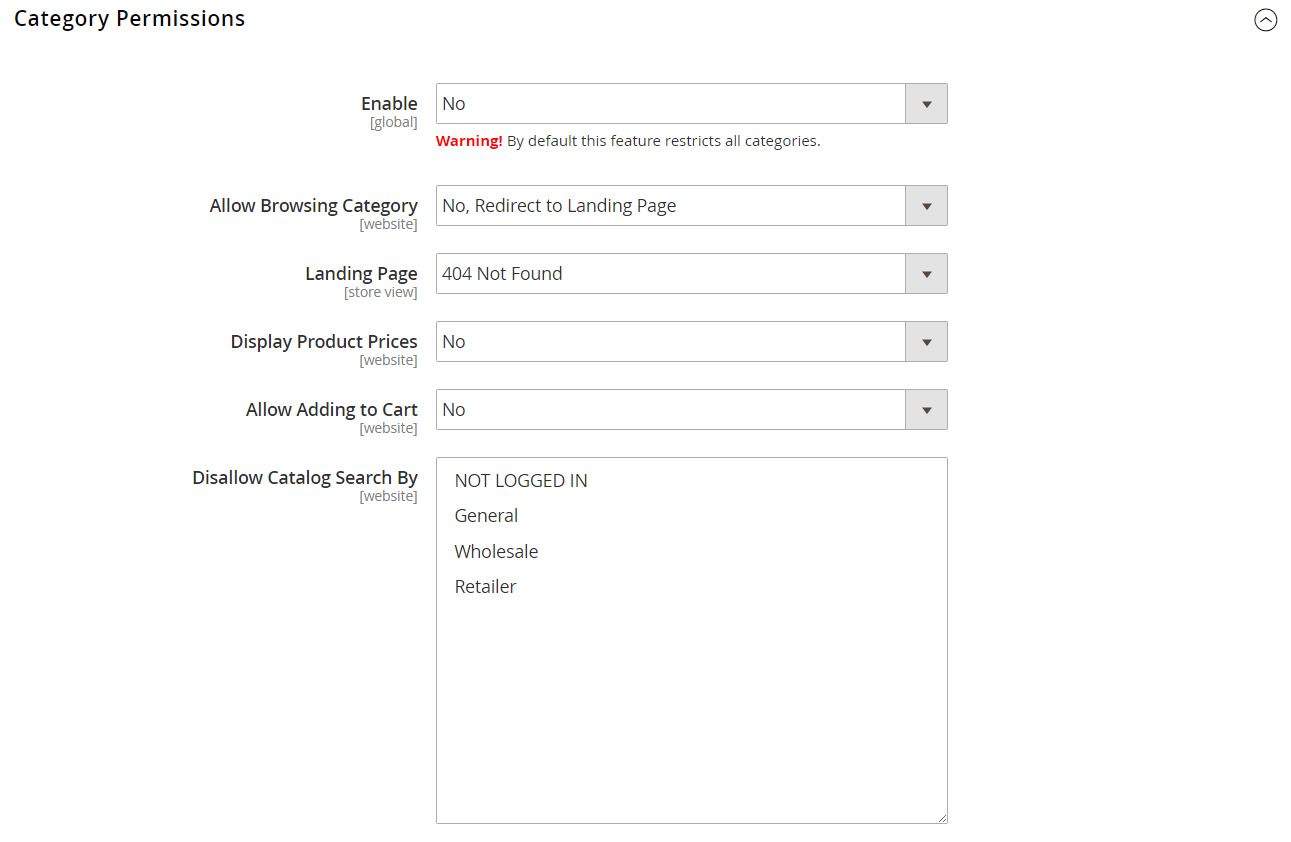 Category Permissions
Enable
[global]
No
Warning! By default this feature restricts all categories.
Allow Browsing Category
[website]
No, Redirect to Landing Page
Landing Page
[store view]
404 Not Found
Display Product Prices
[website]
No
Allow Adding to Cart
[website]
No
Disallow Catalog Search By
[website]
NOT LOGGED IN
General
Wholesale
Retailer